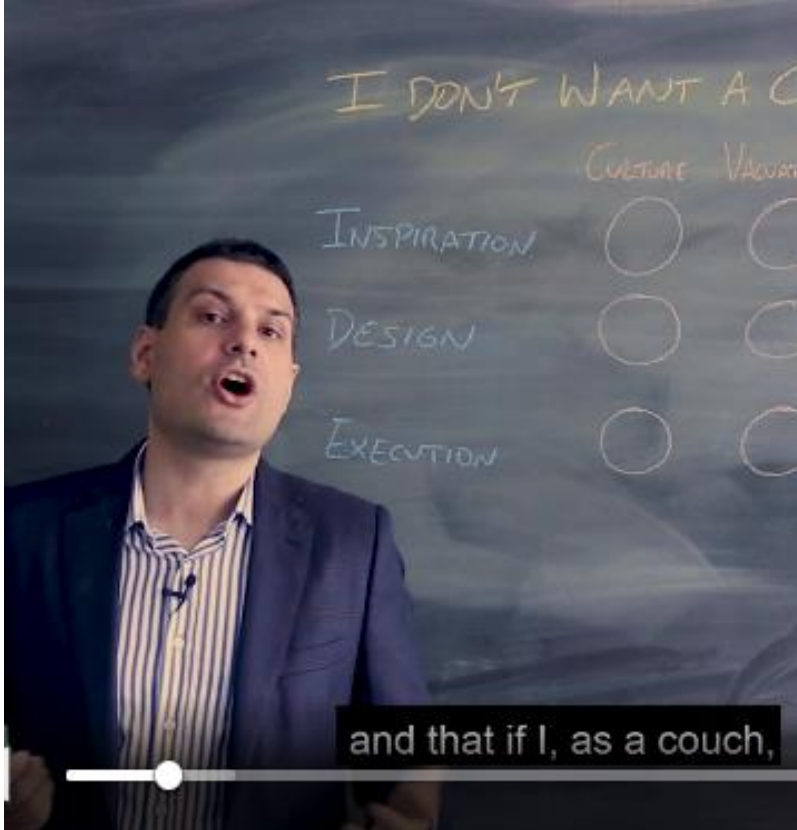 I DON'T WANT A C
CULTURE
INSPIRATION
DESIGN
EXECUTION
and that if I, as a couch,